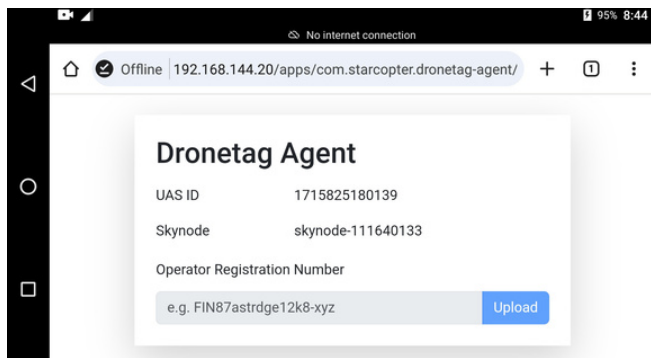 95% 8:44
No internet connection
Offline 192.168.144.20/apps/com.starcopter.dronetag-agent/ 1
Dronetag Agent
UAS ID 1715825180139
Skynode skynode-111640133
Operator Registration Number
e.g. FIN87astrdge12k8-xyz Upload